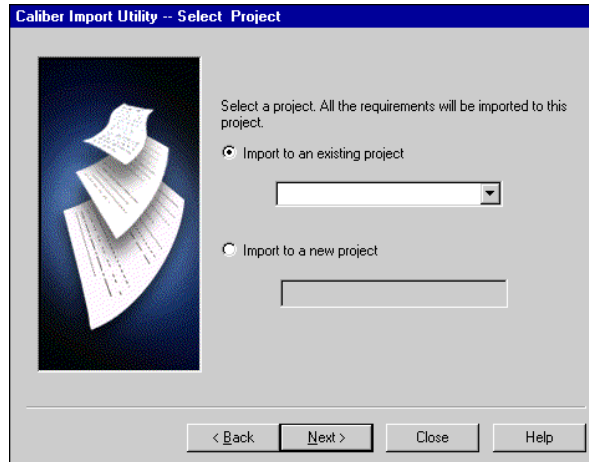 Caliber Import Utility -- Select Project
Select a project. All the requirements will be imported to this
project.
Import to an existing project
Import to a new project
< Back Next > Close Help